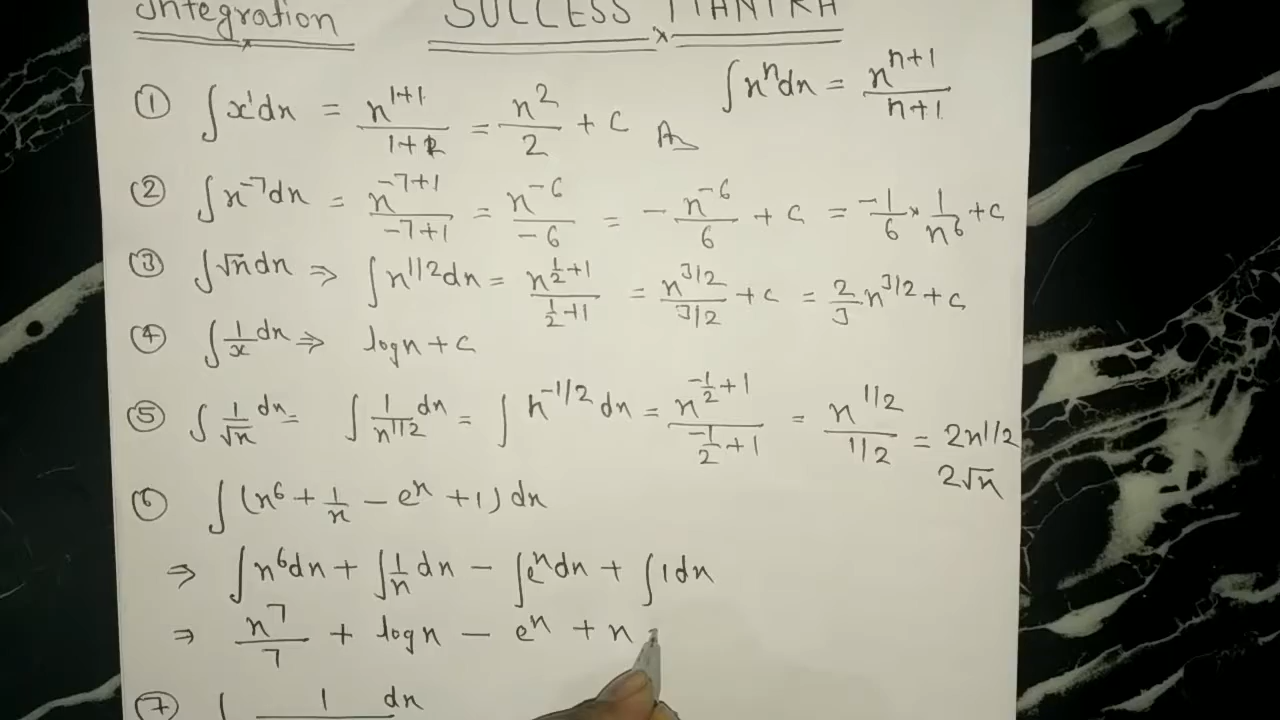 Integration SUCCESS MANTRA
∫xⁿdx = x^(n+1)/(n+1)
① ∫x¹dx = x^(1+1)/(1+1) = x²/2 + c Ans
② ∫x⁻⁷dx = x^(-7+1)/(-7+1) = x⁻⁶/-6 = -x⁻⁶/6 + c = -1/6 × 1/x⁶ + c
③ ∫√x dx ⇒ ∫x^(1/2)dx = x^(1/2+1)/(1/2+1) = x^(3/2)/(3/2) + c = 2/3 x^(3/2) + c
④ ∫1/x dx ⇒ logx + c
⑤ ∫1/√x dx = ∫1/x^(1/2) dx = ∫x^(-1/2) dx = x^(-1/2+1)/(-1/2+1) = x^(1/2)/(1/2) = 2x^(1/2)
2√x
⑥ ∫(x⁶ + 1/x - eˣ + 1) dx
⇒ ∫x⁶dx + ∫1/x dx - ∫eˣdx + ∫1dx
⇒ x⁷/7 + logx - eˣ + x
⑦ ∫ 1 dx